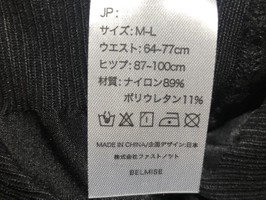 JP:
サイズ: M~L
ウエスト: 64-77cm
ヒップ: 87~100cm
材質: ナイロン89%
ポリウレタン11%
MADE IN CHINA/企画デザイン:日本
株式会社ファストノット
BELMISE